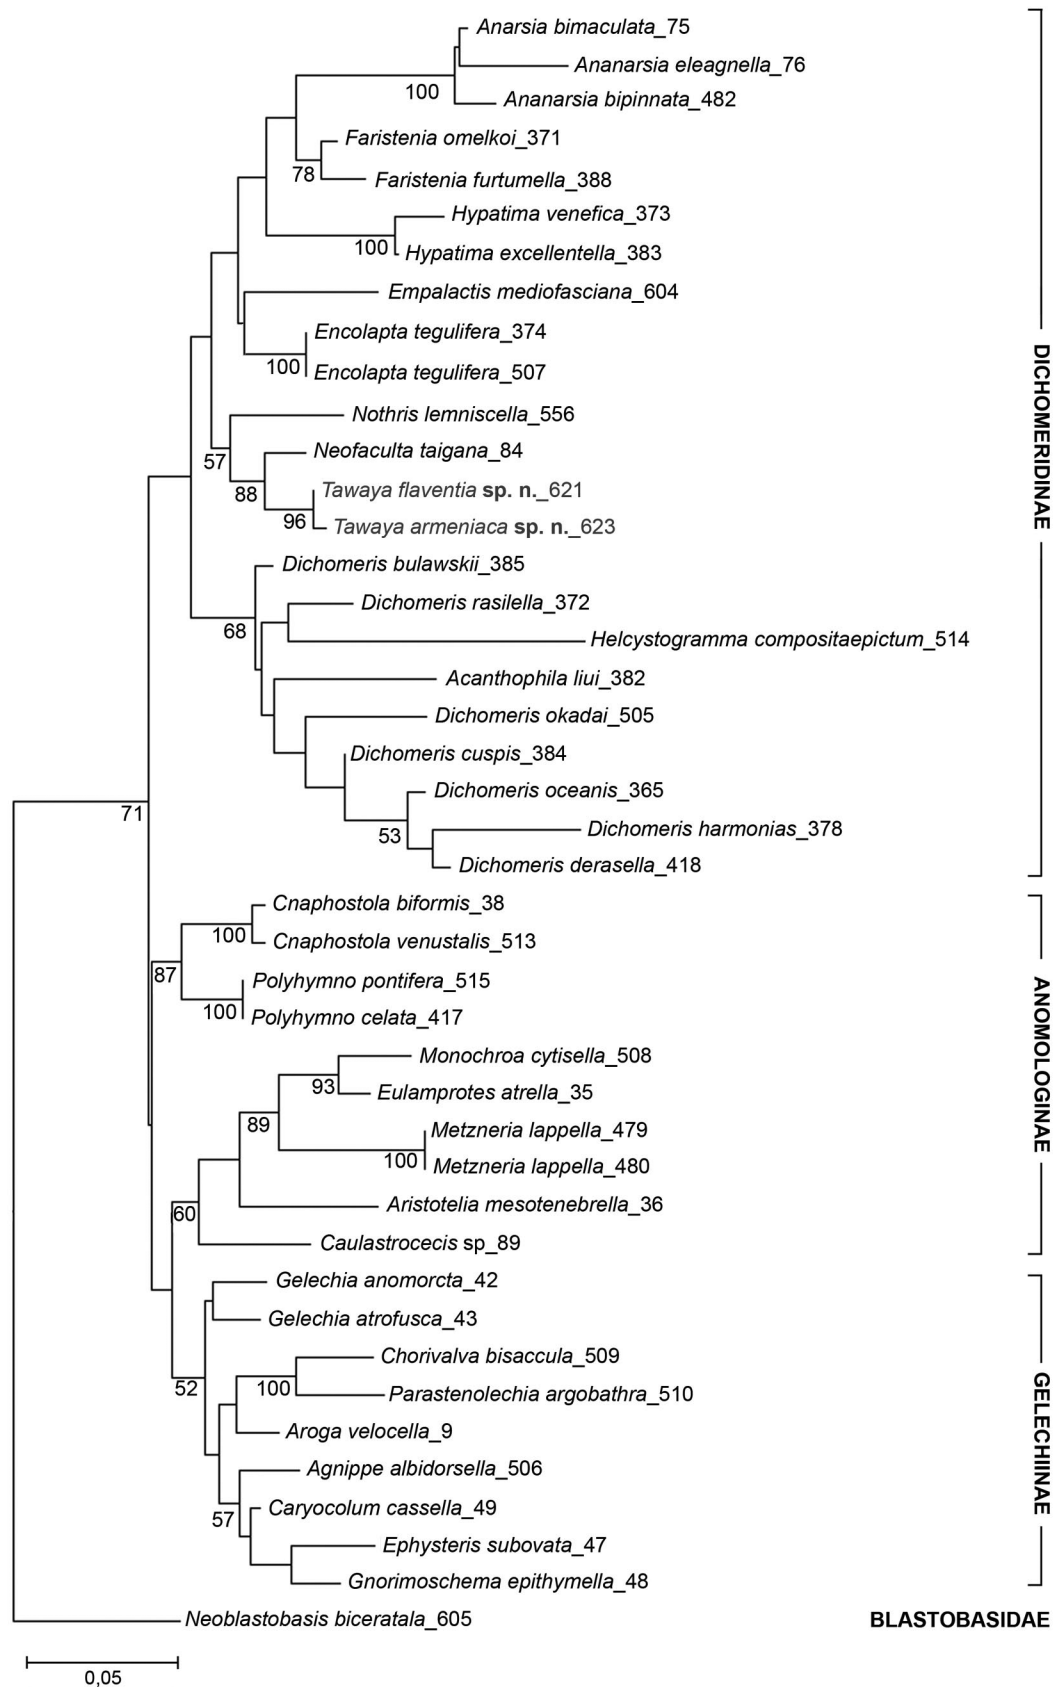 Anarsia bimaculata_75
Ananarsia eleagnella_76
100
Ananarsia bipinnata_482
Faristenia omelkoi_371
78
Faristenia furtumella_388
Hypatima venefica_373
100
Hypatima excellentella_383
Empalactis mediofasciana_604
Encolapta tegulifera_374
100
Encolapta tegulifera_507
Nothris lemniscella_556
57
Neofaculta taigana_84
88
Tawaya flaventia sp. n._621
96
Tawaya armeniaca sp. n._623
DICHOMERIDINAE
Dichomeris bulawskii_385
Dichomeris rasilella_372
68
Helcystogramma compositaepictum_514
Acanthophila liui_382
Dichomeris okadai_505
Dichomeris cuspis_384
Dichomeris oceanis_365
71
53
Dichomeris harmonias_378
Dichomeris derasella_418
Cnaphostola biformis_38
100
Cnaphostola venustalis_513
87
Polyhymno pontifera_515
100
Polyhymno celata_417
ANOMOLOGINAE
Monochroa cytisella_508
93
Eulamprotes atrella_35
89
Metzneria lappella_479
100
Metzneria lappella_480
Aristotelia mesotenebrella_36
60
Caulastrocecis sp_89
Gelechia anomorcta_42
Gelechia atrofusca_43
Chorivalva bisaccula_509
52
100
Parastenolechia argobathra_510
Aroga velocella_9
GELECHIINAE
Agnippe albidorsella_506
Caryocolum cassella_49
57
Ephysteris subovata_47
Gnorimoschema epithymella_48
Neoblastobasis biceratala_605
BLASTOBASIDAE
0,05